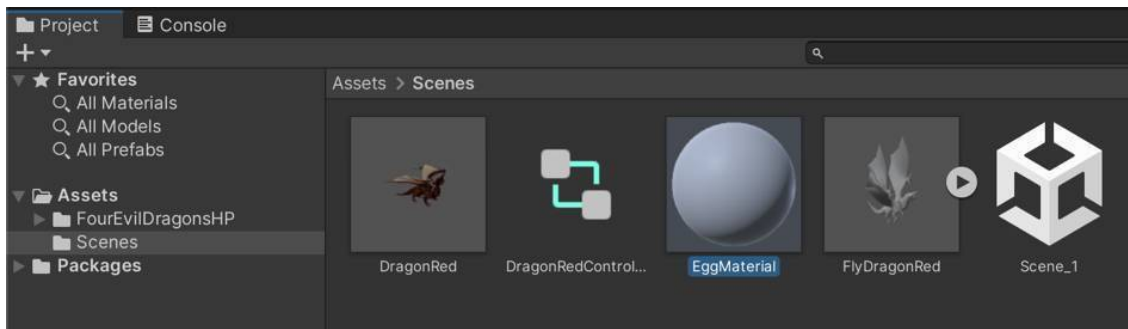 Project
Console
Favorites
All Materials
All Models
All Prefabs
Assets
FourEvilDragonsHP
Scenes
Packages
Assets > Scenes
DragonRed
DragonRedControl...
EggMaterial
FlyDragonRed
Scene_1